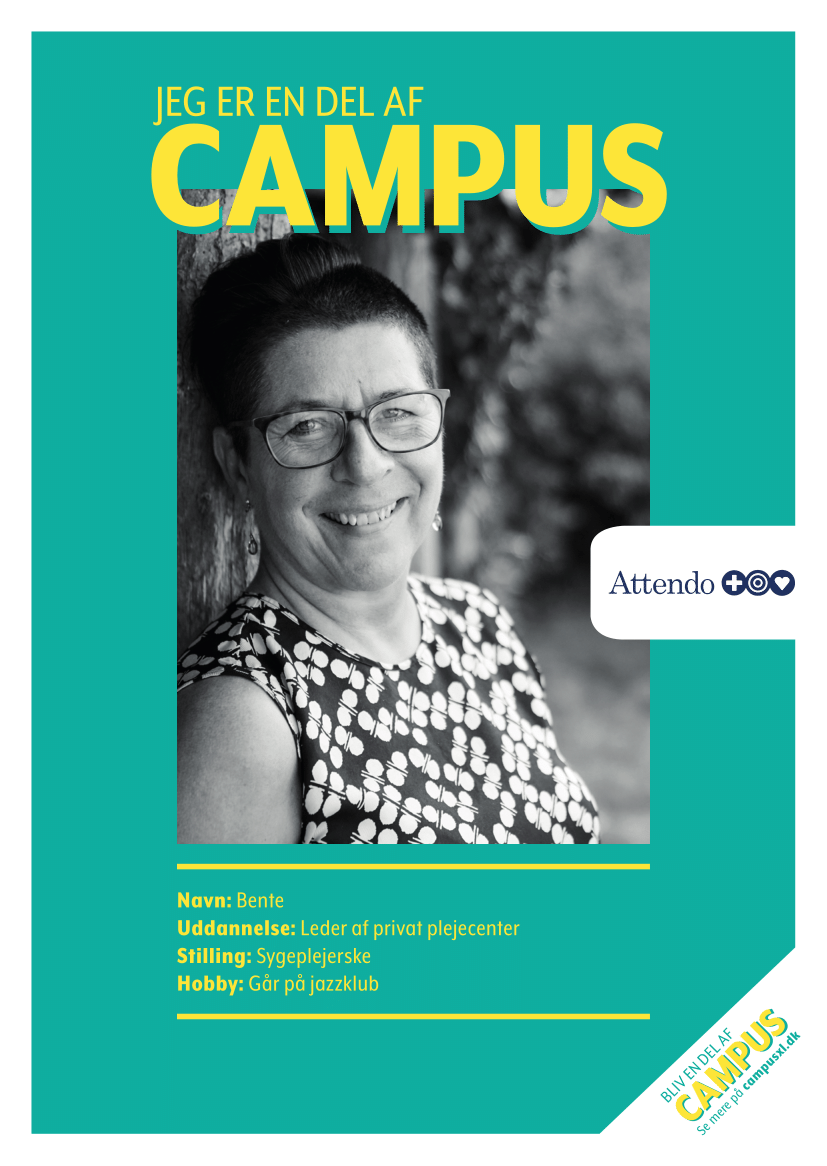 JEG ER EN DEL AF
CAMPUS
Attendo
Navn: Bente
Uddannelse: Leder af privat plejecenter
Stilling: Sygeplejerske
Hobby: Går på jazzklub
BLIV EN DEL AF
CAMPUS
Se mere på campusxl.dk